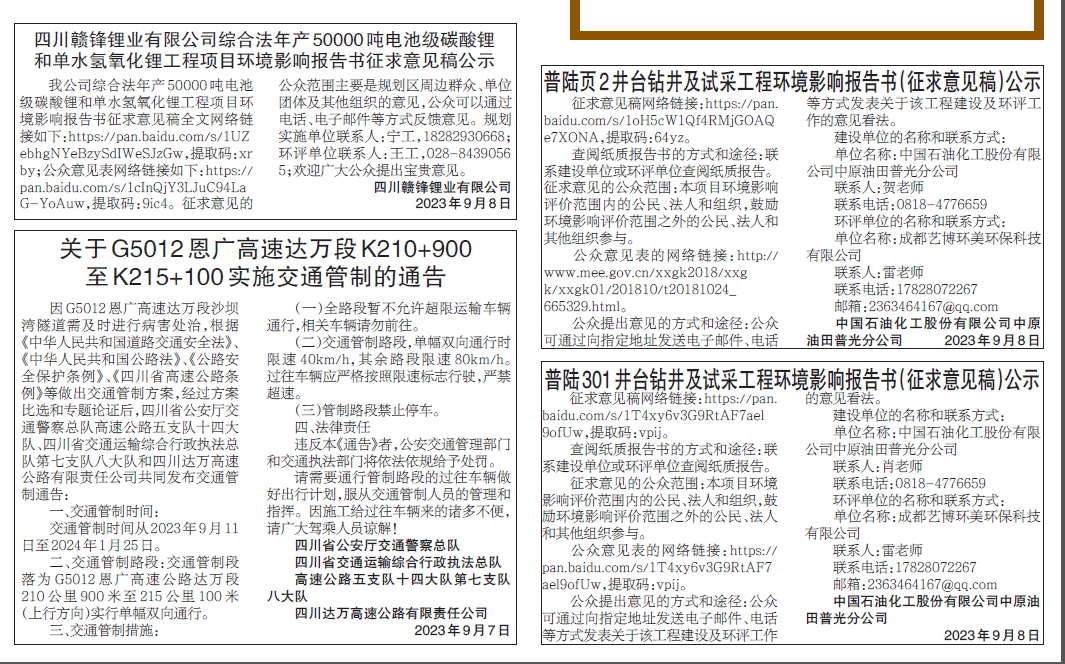 四川赣锋锂业有限公司综合法年产50000吨电池级碳酸锂
和单水氢氧化锂工程项目环境影响报告书征求意见稿公示
我公司综合法年产50000吨电池
级碳酸锂和单水氢氧化锂工程项目环
境影响报告书征求意见稿全文网络链
接如下:https://pan.baidu.com/s/1UZ
ebhgNYeBzySdIWeSJzGw,提取码:xr
by;公众意见表网络链接如下:https://
pan.baidu.com/s/1cInQjY3LJuC94La
G-YoAuw,提取码:9ic4。征求意见的
公众范围主要是规划区周边群众、单位
团体及其他组织的意见,公众可以通过
电话、电子邮件等方式反馈意见。规划
实施单位联系人:宁工,18282930668;
环评单位联系人:王工,028-8439056
5;欢迎广大公众提出宝贵意见。
四川赣锋锂业有限公司
2023年9月8日
关于G5012恩广高速达万段K210+900
至K215+100实施交通管制的通告
因G5012恩广高速达万段沙坝
湾隧道需及时进行病害处治,根据
《中华人民共和国道路交通安全法》、
《中华人民共和国公路法》、《公路安
全保护条例》、《四川省高速公路条
例》等做出交通管制方案,经过方案
比选和专题论证后,四川省公安厅交
通警察总队高速公路五支队十四大
队、四川省交通运输综合行政执法总
队第七支队八大队和四川达万高速
公路有限责任公司共同发布交通管
制通告:
一、交通管制时间:
交通管制时间从2023年9月11
日至2024年1月25日。
二、交通管制路段:交通管制段
落为G5012恩广高速公路达万段
210公里900米至215公里100米
(上行方向)实行单幅双向通行。
三、交通管制措施:
(一)全路段暂不允许超限运输车辆
通行,相关车辆请勿前往。
(二)交通管制路段,单幅双向通行时
限速40km/h,其余路段限速80km/h。
过往车辆应严格按照限速标志行驶,严禁
超速。
(三)管制路段禁止停车。
四、法律责任
违反本《通告》者,公安交通管理部门
和交通执法部门将依法依规给予处罚。
请需要通行管制路段的过往车辆做
好出行计划,服从交通管制人员的管理和
指挥。因施工给过往车辆来的诸多不便,
请广大驾乘人员谅解!
四川省公安厅交通警察总队
四川省交通运输综合行政执法总队
高速公路五支队十四大队第七支队
八大队
四川达万高速公路有限责任公司
2023年9月7日
普陆页2井台钻井及试采工程环境影响报告书(征求意见稿)公示
征求意见稿网络链接:https://pan.
baidu.com/s/1oH5cW1Qf4RMjGOAQ
e7XONA,提取码:64yz。
查阅纸质报告书的方式和途径:联
系建设单位或环评单位查阅纸质报告。
征求意见的公众范围:本项目环境影响
评价范围内的公民、法人和组织,鼓励
环境影响评价范围之外的公民、法人和
其他组织参与。
公众意见表的网络链接:http://
www.mee.gov.cn/xxgk2018/xxg
k/xxgk01/201810/t20181024_
665329.html。
公众提出意见的方式和途径:公众
可通过向指定地址发送电子邮件、电话
等方式发表关于该工程建设及环评工
作的意见看法。
建设单位的名称和联系方式:
单位名称:中国石油化工股份有限
公司中原油田普光分公司
联系人:贺老师
联系电话:0818-4776659
环评单位的名称和联系方式:
单位名称:成都艺博环美环保科技
有限公司
联系人:雷老师
联系电话:17828072267
邮箱:2363464167@qq.com
中国石油化工股份有限公司中原
油田普光分公司 2023年9月8日
普陆301井台钻井及试采工程环境影响报告书(征求意见稿)公示
征求意见稿网络链接:https://pan.
baidu.com/s/1T4xy6v3G9RtAF7ael
9ofUw,提取码:vpij。
查阅纸质报告书的方式和途径:联
系建设单位或环评单位查阅纸质报告。
征求意见的公众范围:本项目环境
影响评价范围内的公民、法人和组织,鼓
励环境影响评价范围之外的公民、法人
和其他组织参与。
公众意见表的网络链接:https://
pan.baidu.com/s/1T4xy6v3G9RtAF7
ael9ofUw,提取码:vpij。
公众提出意见的方式和途径:公众
可通过向指定地址发送电子邮件、电话
等方式发表关于该工程建设及环评工作
的意见看法。
建设单位的名称和联系方式:
单位名称:中国石油化工股份有限
公司中原油田普光分公司
联系人:肖老师
联系电话:0818-4776659
环评单位的名称和联系方式:
单位名称:成都艺博环美环保科技
有限公司
联系人:雷老师
联系电话:17828072267
邮箱:2363464167@qq.com
中国石油化工股份有限公司中原油
田普光分公司
2023年9月8日